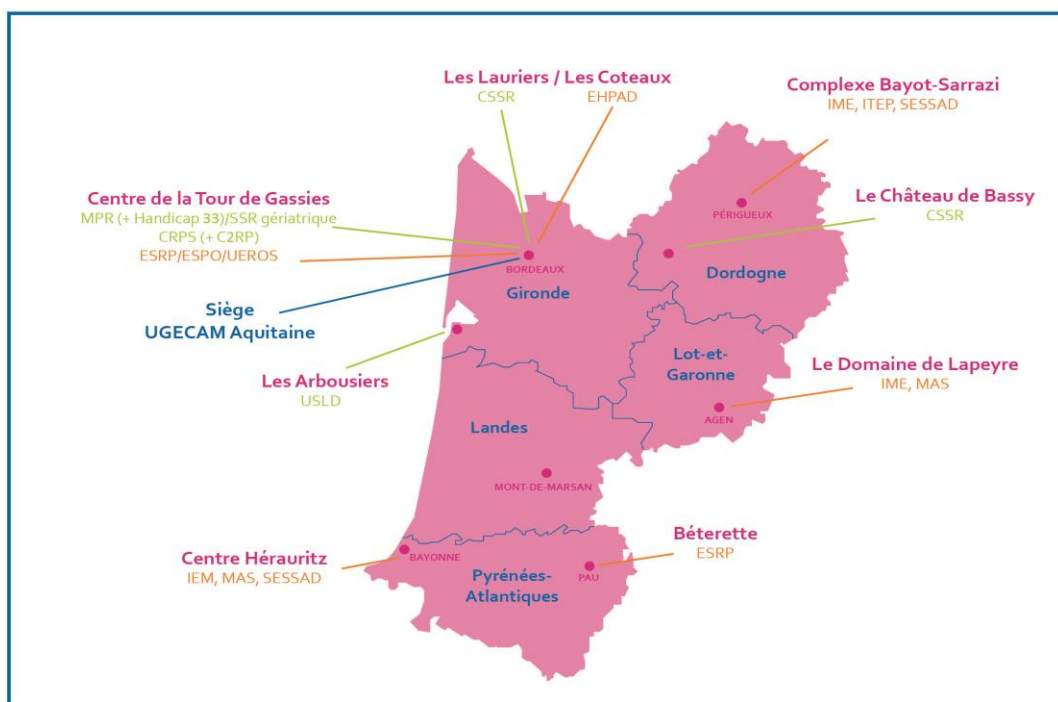 Les Lauriers / Les Coteaux
CSSR
EHPAD
Complexe Bayot-Sarrazi
IME, ITEP, SESSAD
Centre de la Tour de Gassies
MPR (+ Handicap 33)/SSR gériatrique
CRPS (+ C2RP)
ESRP/ESPO/UEROS
Le Château de Bassy
CSSR
PÉRIGUEUX
BORDEAUX
Gironde
Dordogne
Siège
UGECAM Aquitaine
Lot-et-
Garonne
Les Arbousiers
USLD
Le Domaine de Lapeyre
IME, MAS
AGEN
Landes
MONT-DE-MARSAN
Centre Hérauritz
IEM, MAS, SESSAD
BAYONNE
Béterette
ESRP
PAU
Pyrénées-
Atlantiques